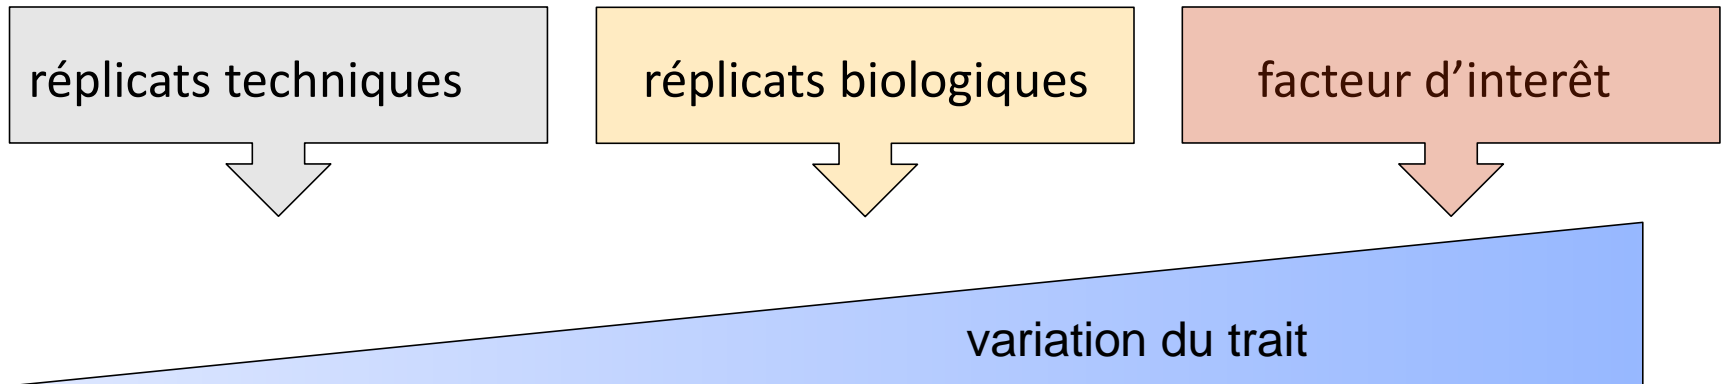 réplicats techniques
réplicats biologiques
facteur d’interêt
variation du trait